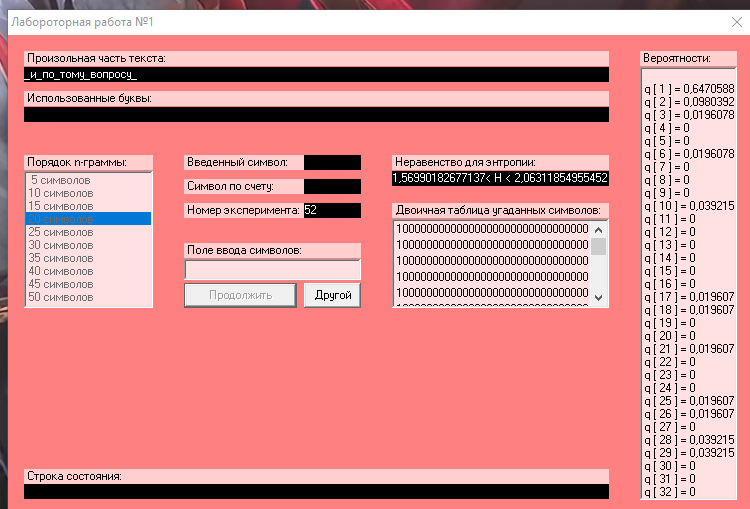 Лабороторная работа №1
Произольная часть текста:
_и_по_тому_вопросу_
Использованные буквы:
Порядок n-граммы:
5 символов
10 символов
15 символов
20 символов
25 символов
30 символов
35 символов
40 символов
45 символов
50 символов
Введенный символ:
Символ по счету:
Номер эксперимента: 52
Поле ввода символов:
Продолжить
Другой
Неравенство для энтропии:
1,56990182677137< H < 2,06311854955452
Двоичная таблица угаданных символов:
Строка состояния:
Вероятности:
q [ 1 ] = 0,6470588
q [ 2 ] = 0,0980392
q [ 3 ] = 0,0196078
q [ 4 ] = 0
q [ 5 ] = 0
q [ 6 ] = 0,0196078
q [ 7 ] = 0
q [ 8 ] = 0
q [ 9 ] = 0
q [ 10 ] = 0,039215
q [ 11 ] = 0
q [ 12 ] = 0
q [ 13 ] = 0
q [ 14 ] = 0
q [ 15 ] = 0
q [ 16 ] = 0
q [ 17 ] = 0,019607
q [ 18 ] = 0,019607
q [ 19 ] = 0
q [ 20 ] = 0
q [ 21 ] = 0,019607
q [ 22 ] = 0
q [ 23 ] = 0
q [ 24 ] = 0
q [ 25 ] = 0,019607
q [ 26 ] = 0,019607
q [ 27 ] = 0
q [ 28 ] = 0,039215
q [ 29 ] = 0,039215
q [ 30 ] = 0
q [ 31 ] = 0
q [ 32 ] = 0